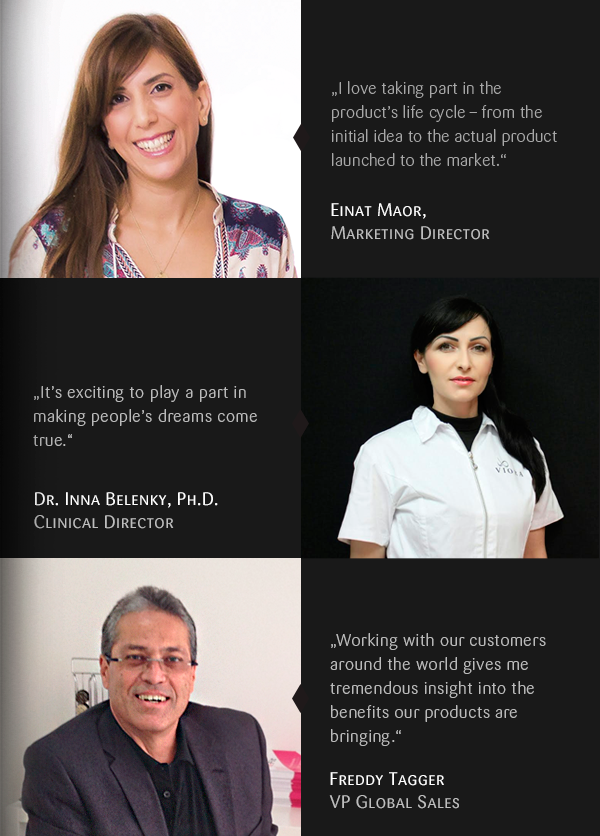 „I love taking part in the
product’s life cycle – from the
initial idea to the actual product
launched to the market.“
Einat Maor,
Marketing Director
„It’s exciting to play a part in
making people’s dreams come
true.“
Dr. Inna Belenky, Ph.D.
Clinical Director
VIORA
„Working with our customers
around the world gives me
tremendous insight into the
benefits our products are
bringing.“
Freddy Tagger
VP Global Sales